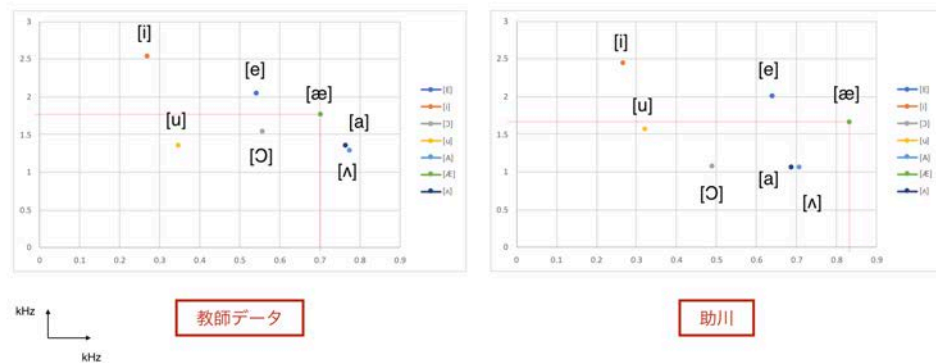 3
2.5
2
1.5
1
0.5
0
0
0.1
0.2
0.3
0.4
0.5
0.6
0.7
0.8
0.9
[i]
[u]
[e]
[Ɔ]
[æ]
[a]
[ʌ]
[E]
[i]
[Ɔ]
[u]
[A]
[Æ]
[ʌ]
3
2.5
2
1.5
1
0.5
0
0
0.1
0.2
0.3
0.4
0.5
0.6
0.7
0.8
0.9
[i]
[u]
[e]
[Ɔ]
[a]
[ʌ]
[æ]
[E]
[i]
[Ɔ]
[u]
[A]
[Æ]
[ʌ]
kHz
kHz
教師データ
助川